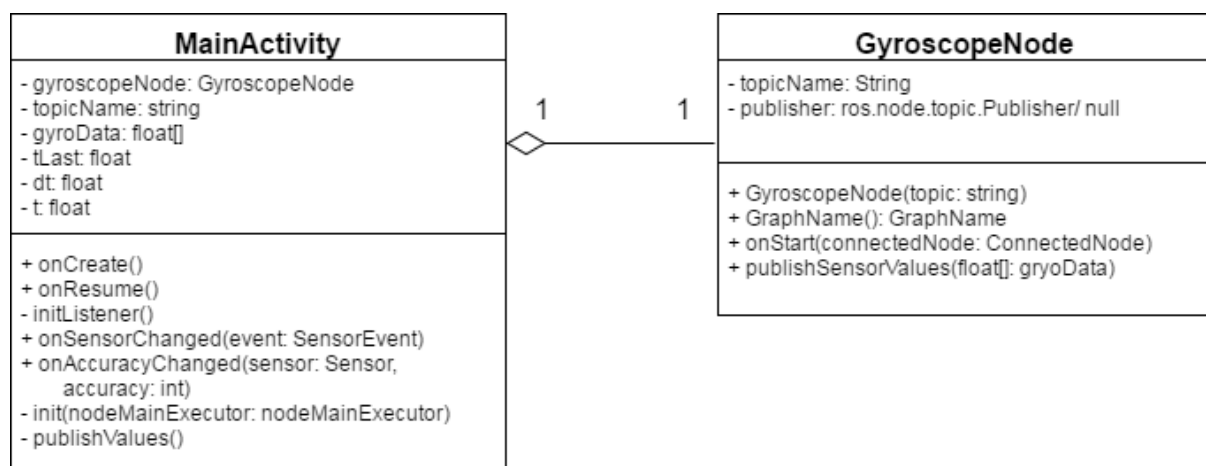 MainActivity
- gyroscopeNode: GyroscopeNode
- topicName: string
- gyroData: float[]
- tLast: float
- dt: float
- t: float
+ onCreate()
+ onResume()
- initListener()
+ onSensorChanged(event: SensorEvent)
+ onAccuracyChanged(sensor: Sensor,
accuracy: int)
- init(nodeMainExecutor: nodeMainExecutor)
- publishValues()
1
1
GyroscopeNode
- topicName: String
- publisher: ros.node.topic.Publisher/ null
+ GyroscopeNode(topic: string)
+ GraphName(): GraphName
+ onStart(connectedNode: ConnectedNode)
+ publishSensorValues(float[]: gryoData)